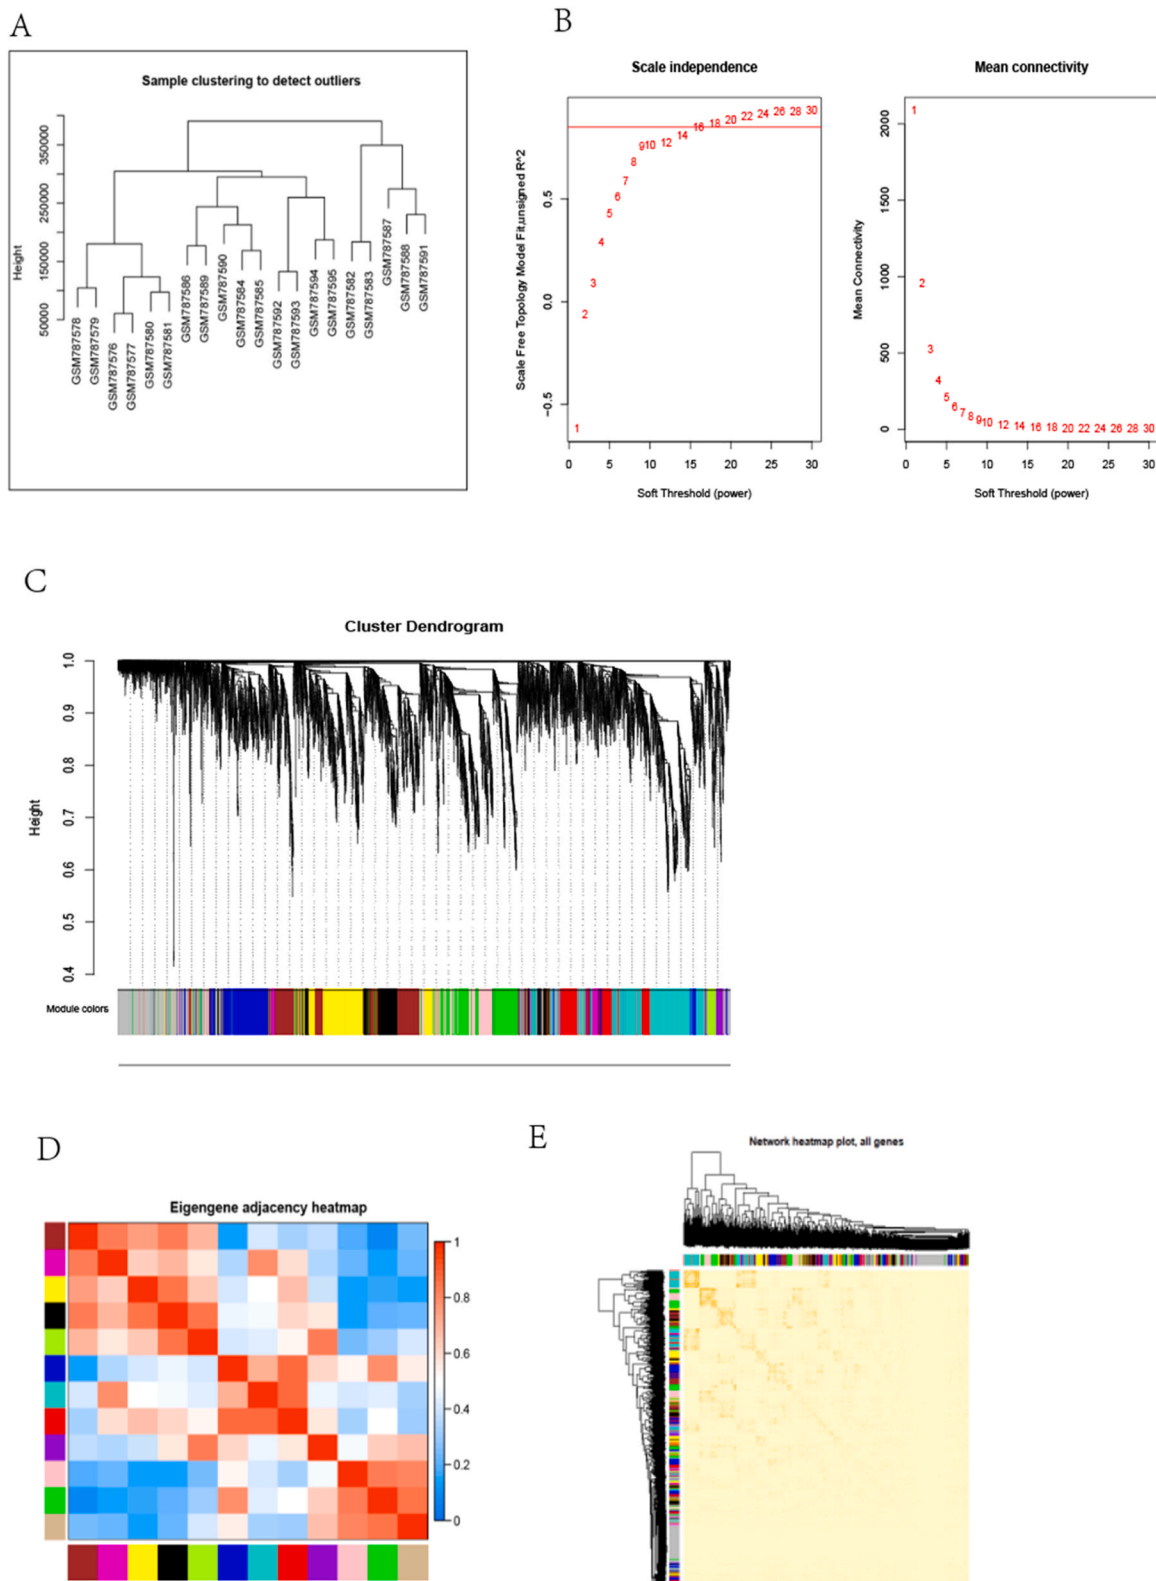 A
Sample clustering to detect outliers
Height
50000
150000
250000
350000
GSM787578
GSM787579
GSM787576
GSM787577
GSM787580
GSM787581
GSM787586
GSM787589
GSM787590
GSM787584
GSM787585
GSM787592
GSM787593
GSM787594
GSM787595
GSM787582
GSM787583
GSM787587
GSM787588
GSM787591
B
Scale independence
Scale Free Topology Model Fit,unsigned R^2
−0.5
0.0
0.5
1
2
3
4
5
6
7
8
9
10
12
14
16
18
20
22
24
26
28
30
0 5 10 15 20 25 30
Soft Threshold (power)
Mean connectivity
Mean Connectivity
0
500
1000
1500
2000
1
2
3
4
5
6
7
8
9
10
12
14
16
18
20
22
24
26
28
30
0 5 10 15 20 25 30
Soft Threshold (power)
C
Cluster Dendrogram
Height
1.0
0.9
0.8
0.7
0.6
0.5
0.4
Module colors
D
Eigengene adjacency heatmap
1
0.8
0.6
0.4
0.2
0
E
Network heatmap plot, all genes